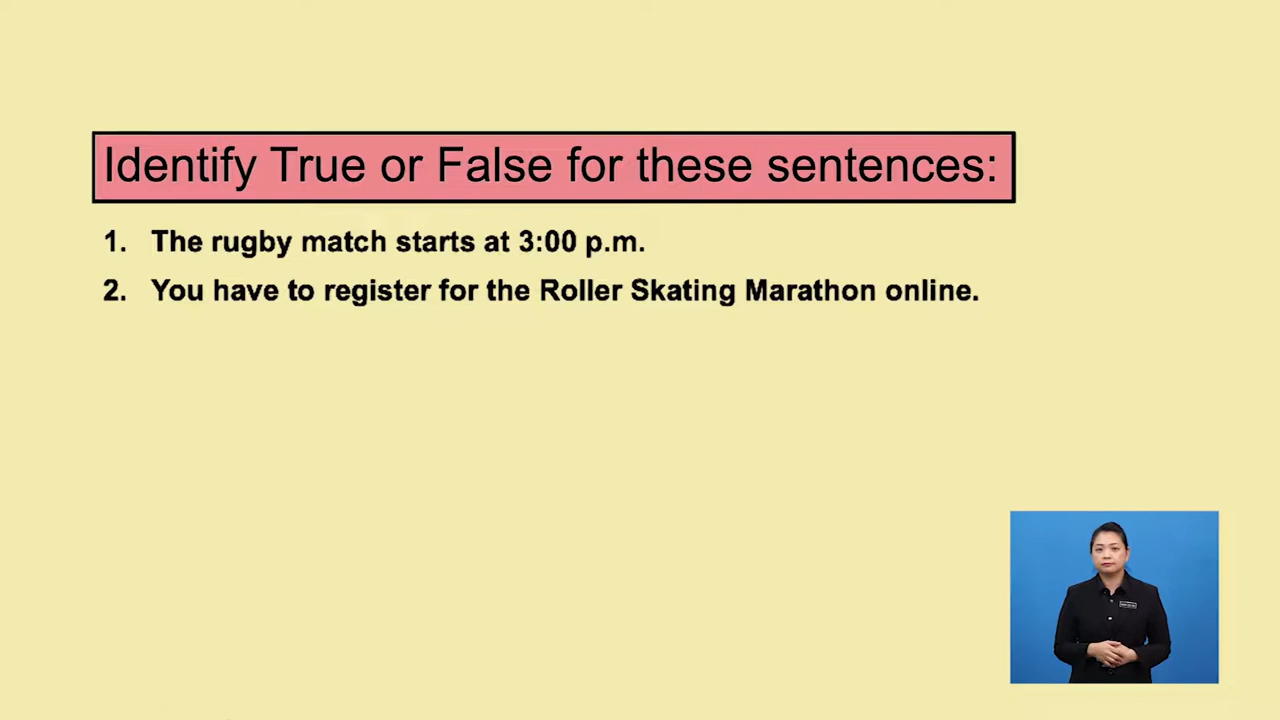 Identify True or False for these sentences:
1. The rugby match starts at 3:00 p.m.
2. You have to register for the Roller Skating Marathon online.